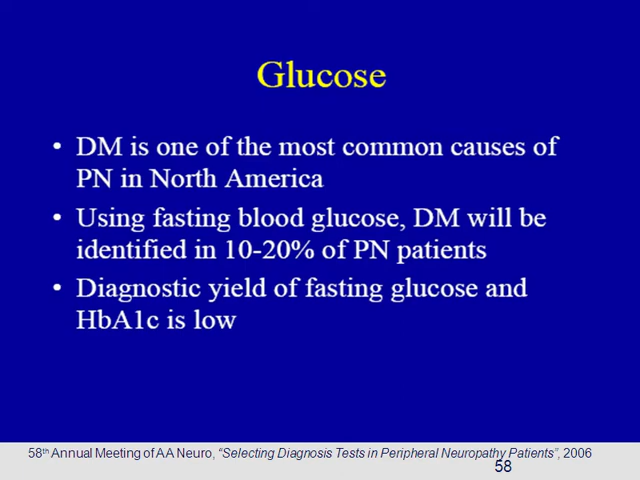 Glucose
• DM is one of the most common causes of
PN in North America
• Using fasting blood glucose, DM will be
identified in 10-20% of PN patients
• Diagnostic yield of fasting glucose and
HbA1c is low
58th Annual Meeting of AA Neuro, “Selecting Diagnosis Tests in Peripheral Neuropathy Patients”, 2006
58